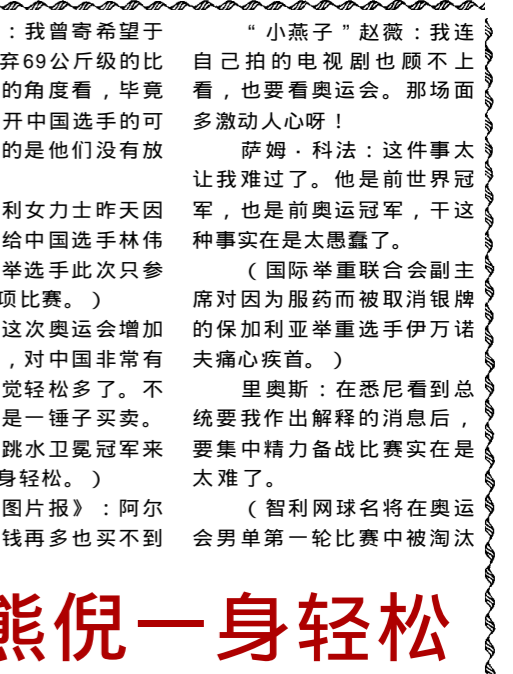 ：我曾寄希望于
弃69公斤级的比
的角度看，毕竟
开中国选手的可
的是他们没有放
利女力士昨天因
给中国选手林伟
举选手此次只参
项比赛。）
这次奥运会增加
，对中国非常有
觉轻松多了。不
是一锤子买卖。
跳水卫冕冠军来
身轻松。）
图片报》：阿尔
钱再多也买不到
“小燕子”赵薇：我连
自己拍的电视剧也顾不上
看，也要看奥运会。那场面
多激动人心呀！
萨姆·科法：这件事太
让我难过了。他是前世界冠
军，也是前奥运冠军，干这
种事实在是太愚蠢了。
（国际举重联合会副主
席对因为服药而被取消银牌
的保加利亚举重选手伊万诺
夫痛心疾首。）
里奥斯：在悉尼看到总
统要我作出解释的消息后，
要集中精力备战比赛实在是
太难了。
（智利网球名将在奥运
会男单第一轮比赛中被淘汰
熊倪一身轻松